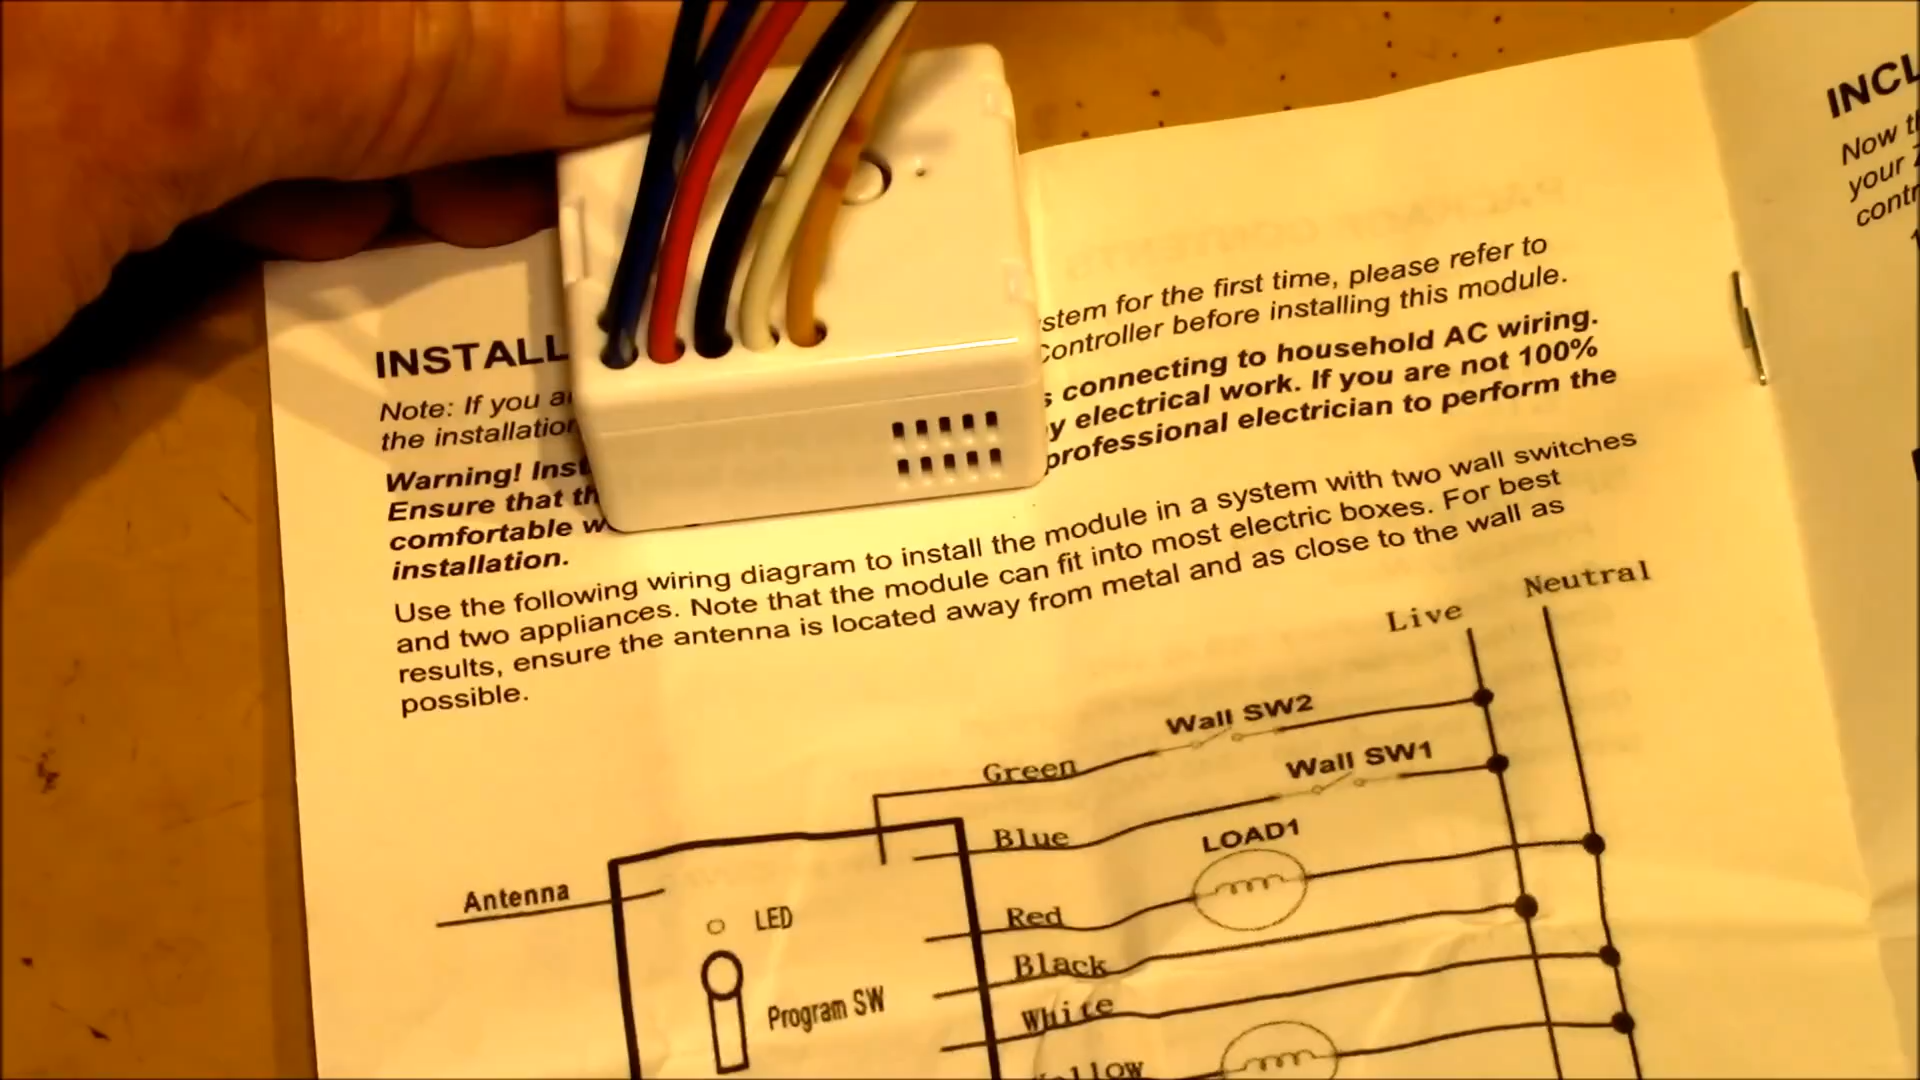 INSTALL
Note: If you a
stem for the first time, please refer to
the installation
controller before installing this module.
Warning! Inst
s connecting to household AC wiring.
Ensure that th
y electrical work. If you are not 100%
comfortable w
professional electrician to perform the
installation.
Use the following wiring diagram to install the module in a system with two wall switches
and two appliances. Note that the module can fit into most electric boxes. For best
results, ensure the antenna is located away from metal and as close to the wall as
possible.
Live
Neutral
Wall SW2
Green
Wall SW1
Blue
LOAD1
Antenna
LED
Red
Black
Program SW
White
INCL
Now t
your
contr